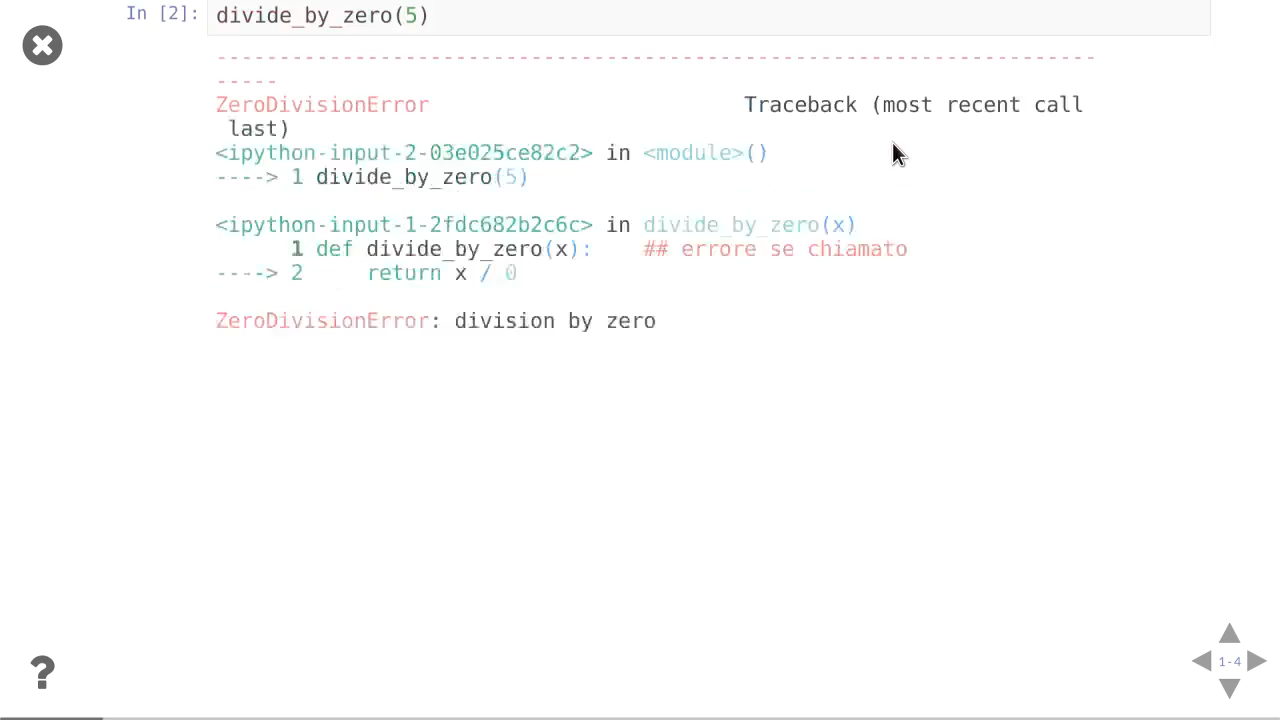 In [2]: divide_by_zero(5)
----------------------------------------------------------------------
-----
ZeroDivisionError                         Traceback (most recent call
 last)
<ipython-input-2-03e025ce82c2> in <module>()
----> 1 divide_by_zero(5)
<ipython-input-1-2fdc682b2c6c> in divide_by_zero(x)
      1 def divide_by_zero(x):    ## errore se chiamato
----> 2     return x / 0
ZeroDivisionError: division by zero
?
1-4